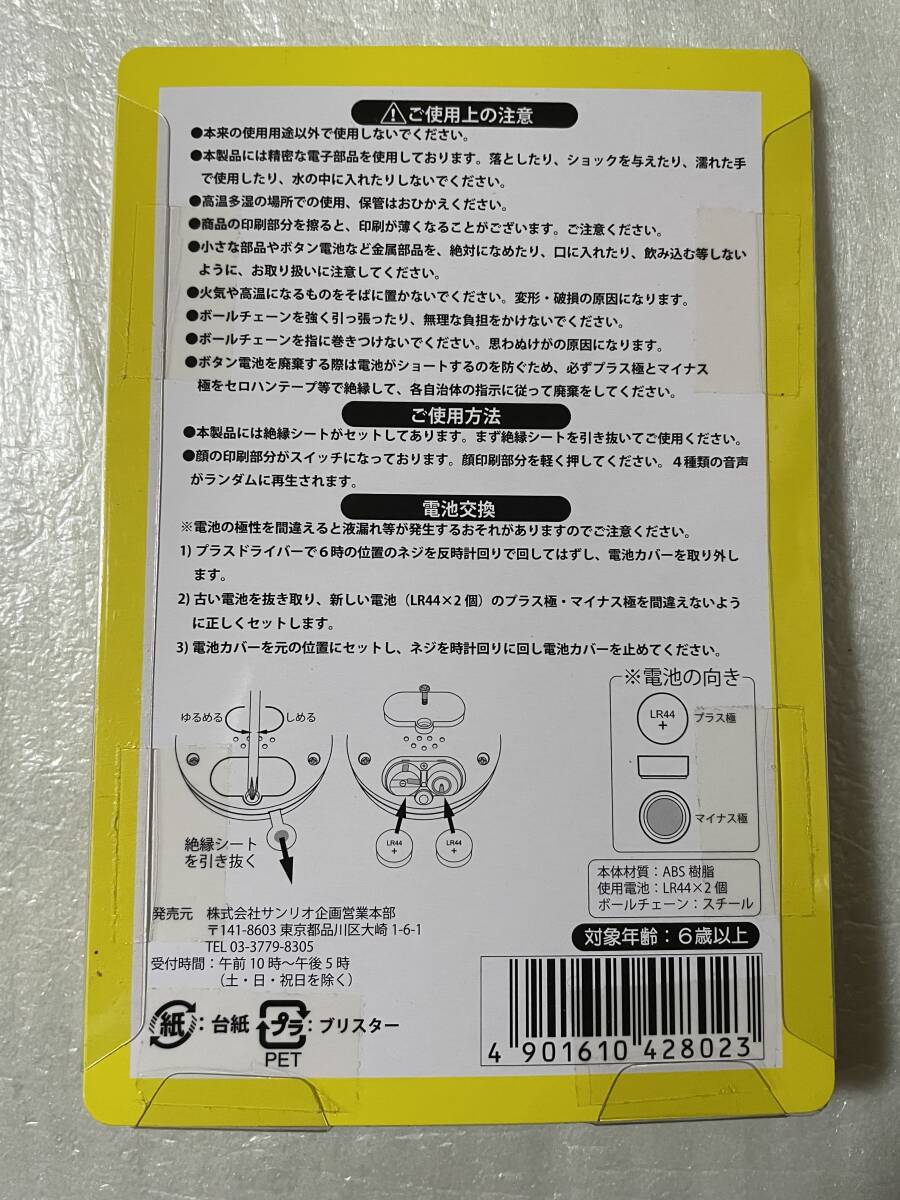 ⚠ご使用上の注意
●本来の使用用途以外で使用しないでください。
●本製品には精密な電子部品を使用しております。落としたり、ショックを与えたり、濡れた手
で使用したり、水の中に入れたりしないでください。
●高温多湿の場所での使用、保管はおひかえください。
●商品の印刷部分を擦ると、印刷が薄くなることがございます。ご注意ください。
●小さな部品やボタン電池など金属部品を、絶対になめたり、口に入れたり、飲み込む等しない
ように、お取り扱いに注意してください。
●火気や高温になるものをそばに置かないでください。変形・破損の原因になります。
●ボールチェーンを強く引っ張ったり、無理な負担をかけないでください。
●ボールチェーンを指に巻きつけないでください。思わぬけがの原因になります。
●ボタン電池を廃棄する際は電池がショートするのを防ぐため、必ずプラス極とマイナス
極をセロハンテープ等で絶縁して、各自治体の指示に従って廃棄をしてください。
ご使用方法
●本製品には絶縁シートがセットしてあります。まず絶縁シートを引き抜いてご使用ください。
●顔の印刷部分がスイッチになっております。顔印刷部分を軽く押してください。4種類の音声
がランダムに再生されます。
電池交換
※電池の極性を間違えると液漏れ等が発生するおそれがありますのでご注意ください。
1) プラスドライバーで6時の位置のネジを反時計回りで回してはずし、電池カバーを取り外し
ます。
2) 古い電池を抜き取り、新しい電池（LR44×2個）のプラス極・マイナス極を間違えないよう
に正しくセットします。
3) 電池カバーを元の位置にセットし、ネジを時計回りに回し電池カバーを止めてください。
ゆるめる しめる
絶縁シート
を引き抜く
LR44
+
LR44
+
※電池の向き
LR44
+
プラス極
マイナス極
本体材質：ABS樹脂
使用電池：LR44×2個
ボールチェーン：スチール
発売元 株式会社サンリオ企画営業本部
〒141-8603 東京都品川区大崎 1-6-1
TEL 03-3779-8305
受付時間：午前10時～午後5時
（土・日・祝日を除く）
対象年齢：6歳以上
紙：台紙 プラ：ブリスター
PET
4 901610 428023